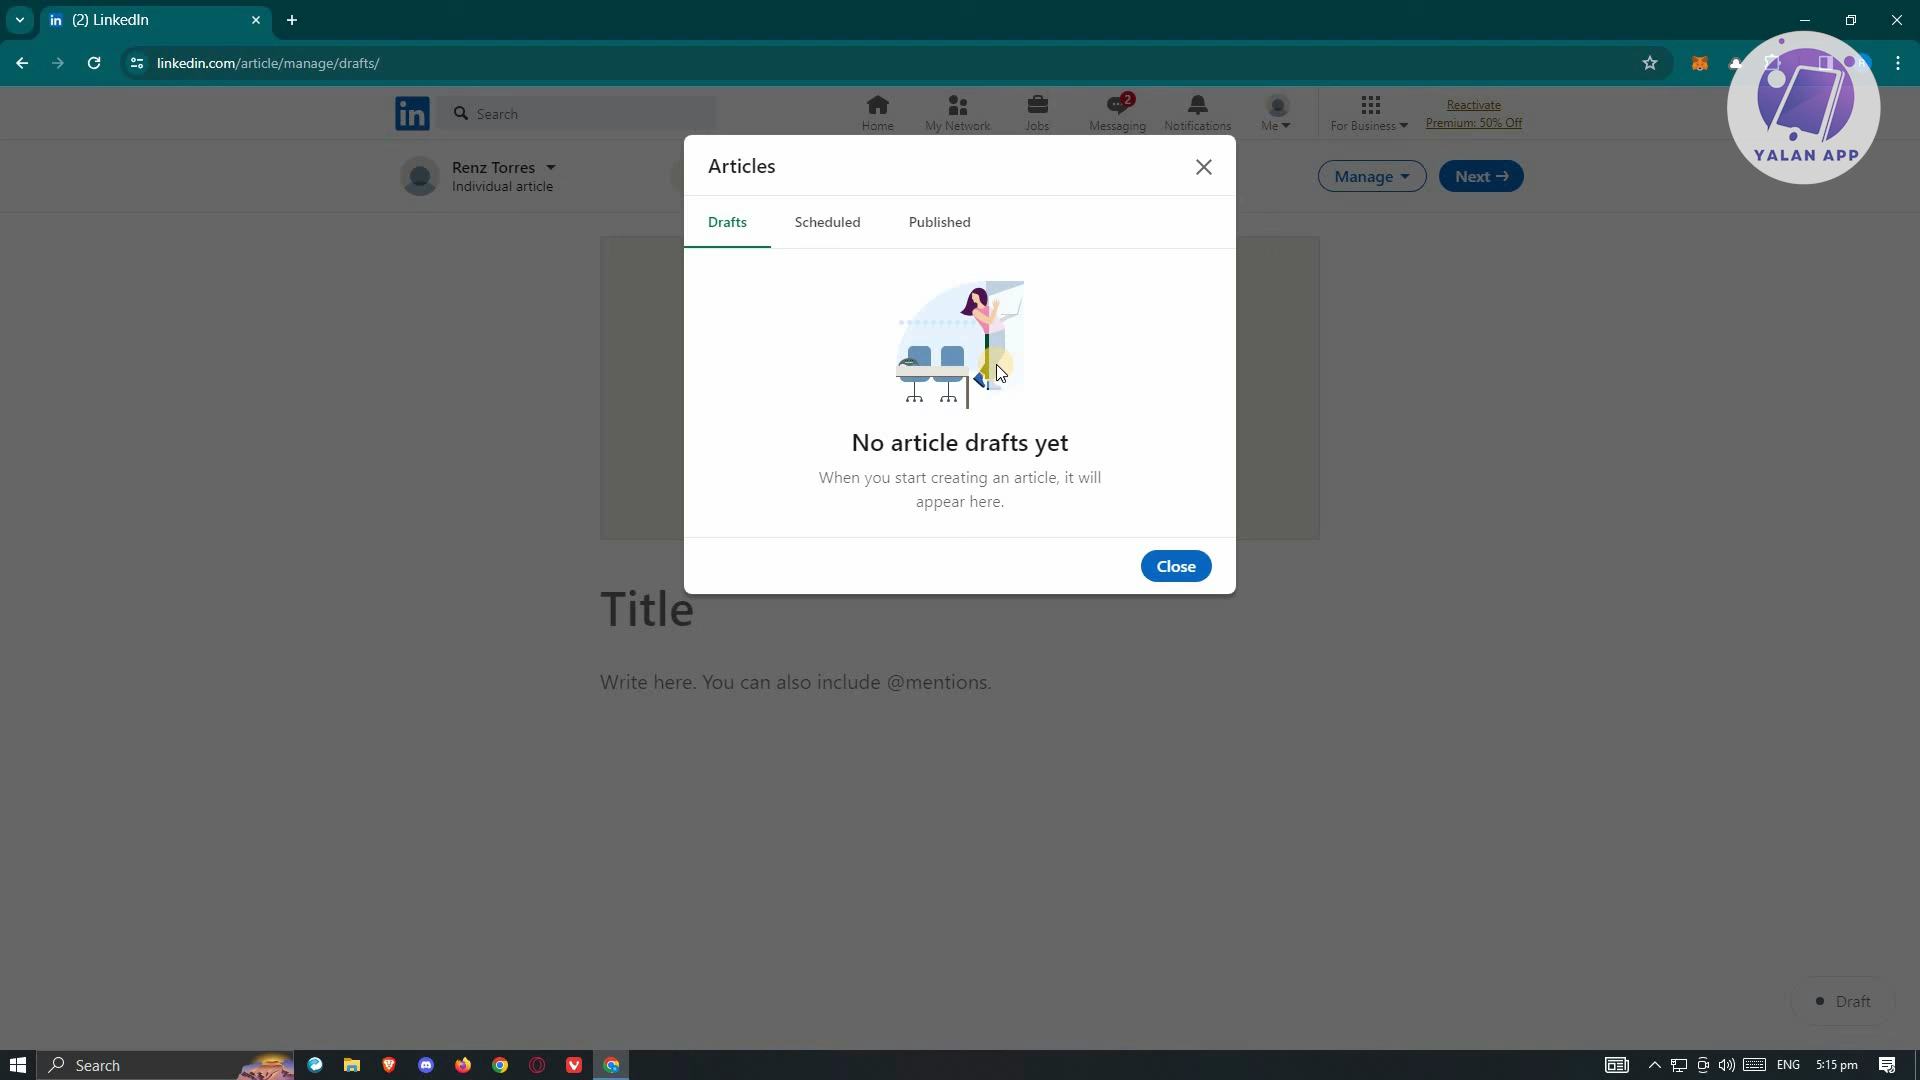 (2) LinkedIn
linkedin.com/article/manage/drafts/
YALAN APP
in
Search
Home
My Network
Jobs
2
Messaging
Notifications
Me
For Business
Reactivate
Premium: 50% Off
Renz Torres
Individual article
Manage
Next
Articles
Drafts
Scheduled
Published
No article drafts yet
When you start creating an article, it will
appear here.
Close
Title
Write here. You can also include @mentions.
Draft
Search
ENG
5:15 pm